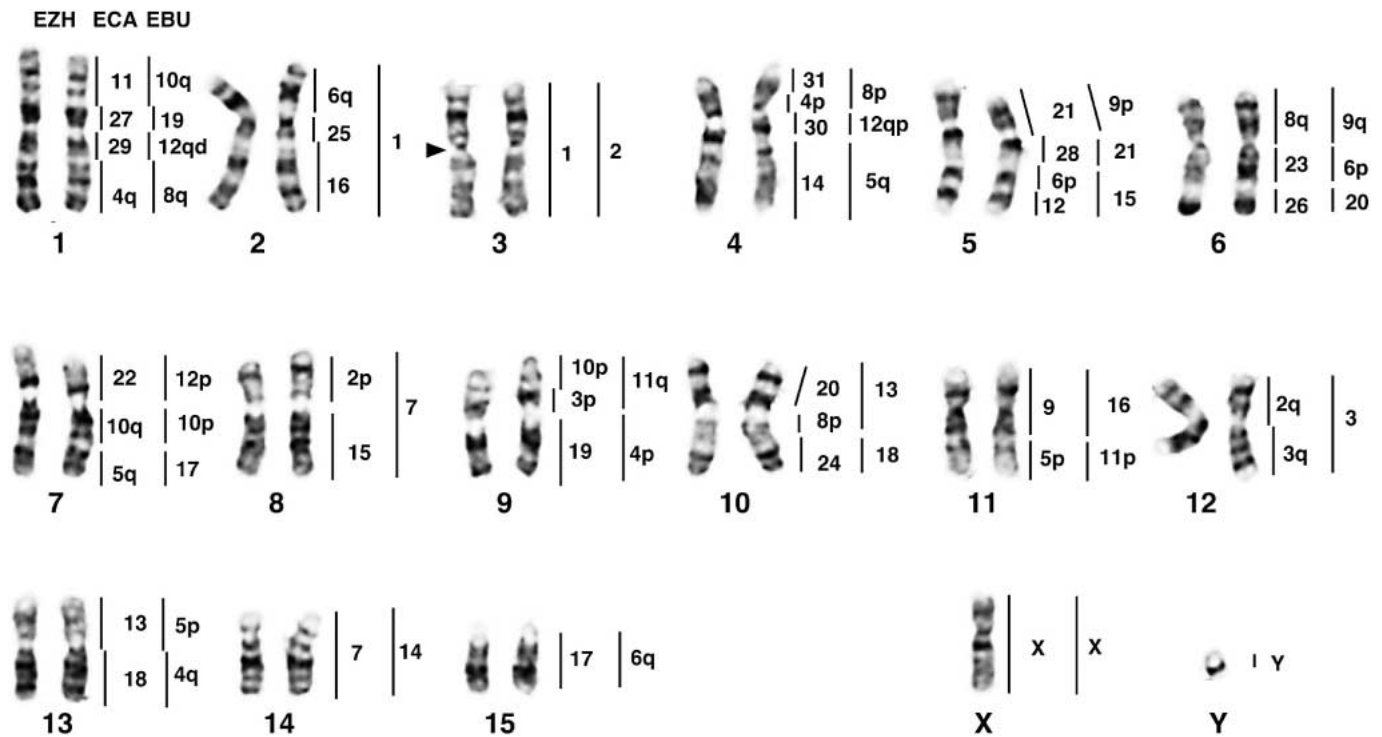 EZH ECA EBU
11 10q
27 19
29 12qd
4q 8q
1
6q
25
16
1
2
1 2
3
31
4p
30
14
8p
12qp
5q
4
21 9p
28 21
6p
12
15
5
8q 9q
23 6p
26 20
6
22 12p
10q 10p
5q 17
7
2p
15
7
8
10p
3p
19
11q
4p
9
20
8p
24
13
18
10
9 16
5p 11p
11
2q
3q
3
12
13 5p
18 4q
13
7 14
14
17 6q
15
X X
X
Y
Y